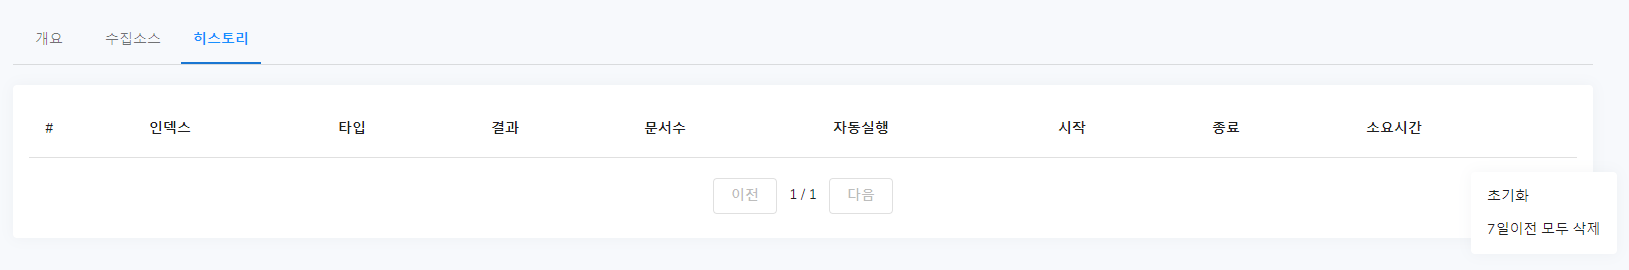 개요 수집소스 히스토리
# 인덱스 타입 결과 문서수 자동실행 시작 종료 소요시간
이전 1 / 1 다음
초기화
7일이전 모두 삭제